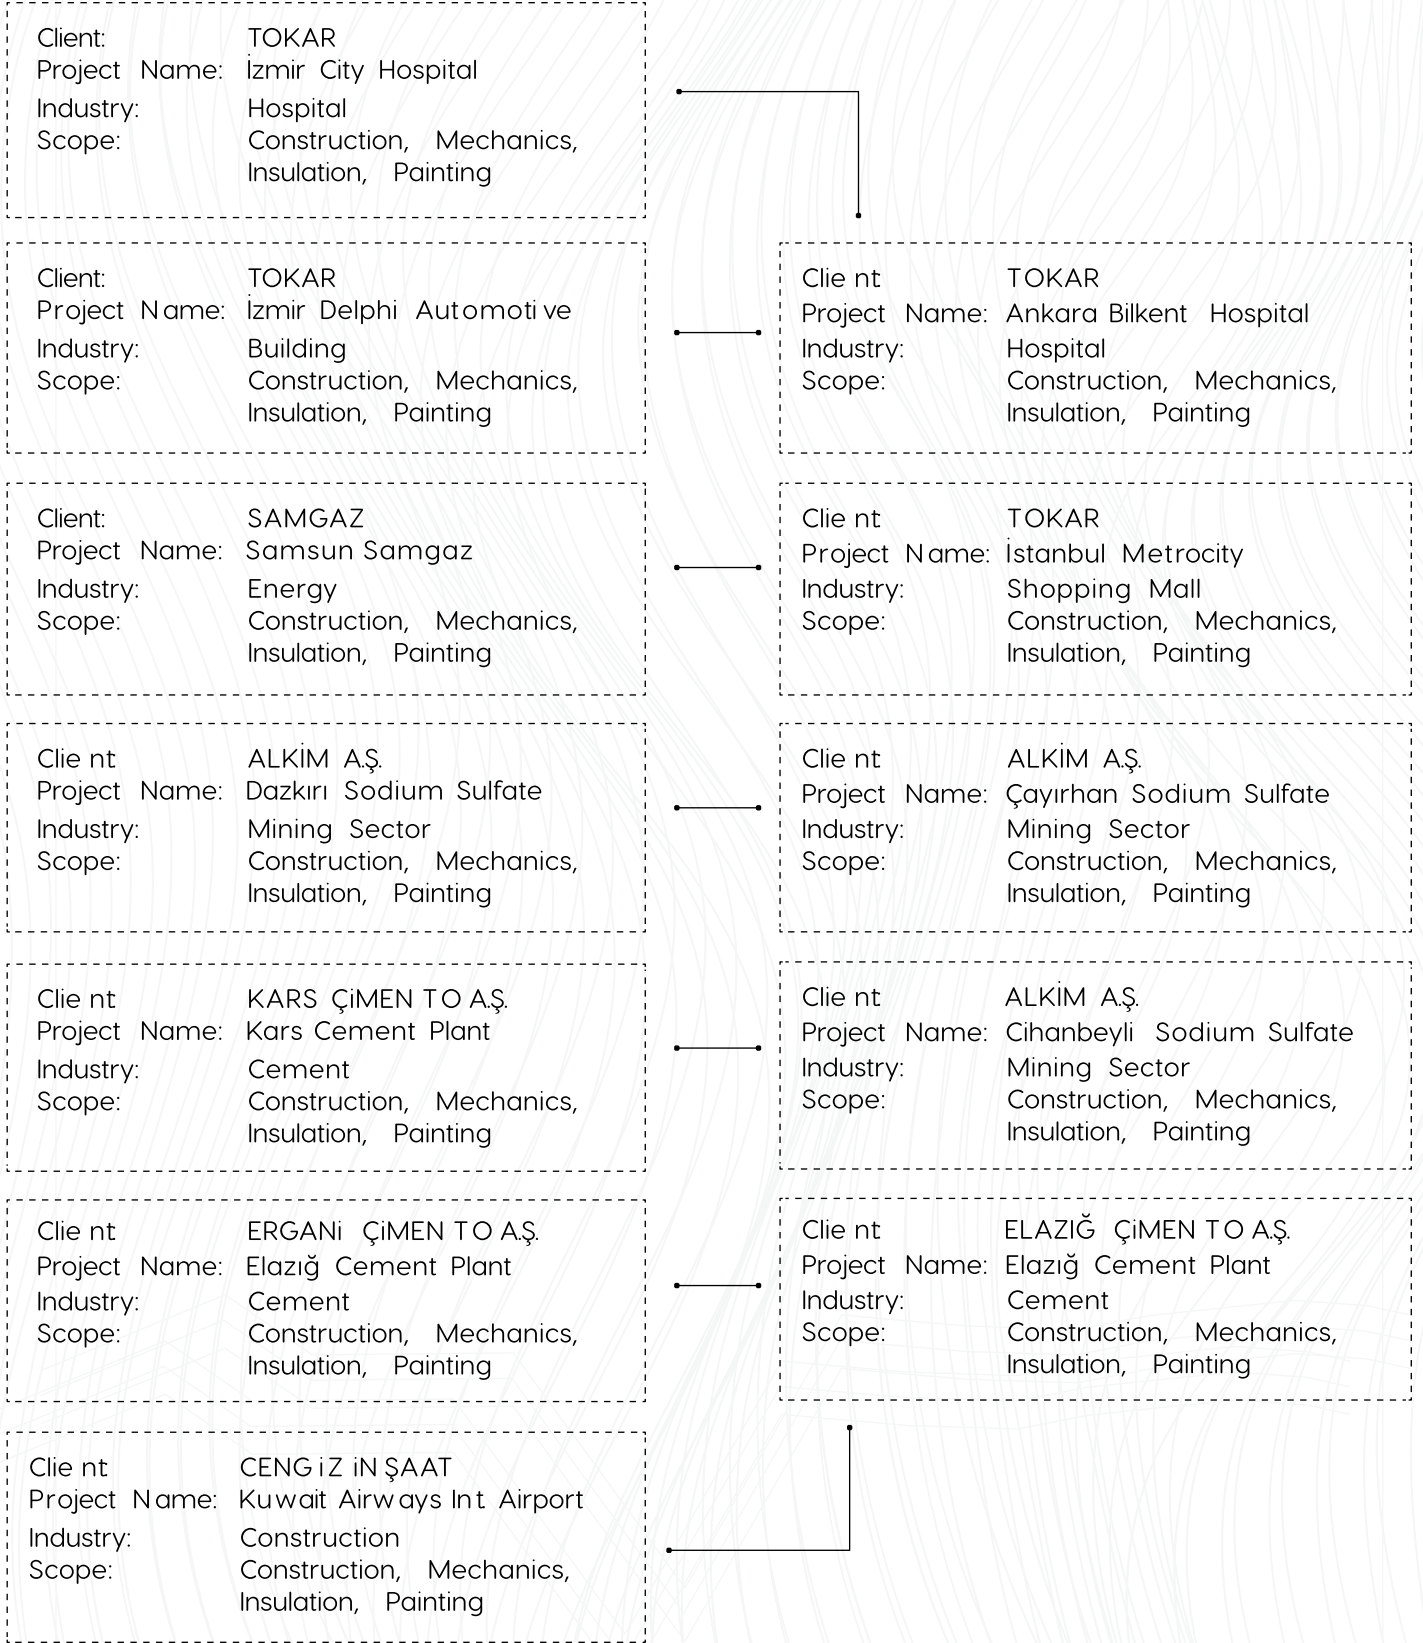 Client: TOKAR
Project Name: İzmir City Hospital
Industry: Hospital
Scope: Construction, Mechanics,
Insulation, Painting
Client: TOKAR
Project Name: İzmir Delphi Automotive
Industry: Building
Scope: Construction, Mechanics,
Insulation, Painting
Client TOKAR
Project Name: Ankara Bilkent Hospital
Industry: Hospital
Scope: Construction, Mechanics,
Insulation, Painting
Client: SAMGAZ
Project Name: Samsun Samgaz
Industry: Energy
Scope: Construction, Mechanics,
Insulation, Painting
Client TOKAR
Project Name: İstanbul Metrocity
Industry: Shopping Mall
Scope: Construction, Mechanics,
Insulation, Painting
Client ALKİM A.Ş.
Project Name: Dazkırı Sodium Sulfate
Industry: Mining Sector
Scope: Construction, Mechanics,
Insulation, Painting
Client ALKİM A.Ş.
Project Name: Çayırhan Sodium Sulfate
Industry: Mining Sector
Scope: Construction, Mechanics,
Insulation, Painting
Client KARS ÇiMENTO A.Ş.
Project Name: Kars Cement Plant
Industry: Cement
Scope: Construction, Mechanics,
Insulation, Painting
Client ALKİM A.Ş.
Project Name: Cihanbeyli Sodium Sulfate
Industry: Mining Sector
Scope: Construction, Mechanics,
Insulation, Painting
Client ERGANi ÇiMENTO A.Ş.
Project Name: Elazığ Cement Plant
Industry: Cement
Scope: Construction, Mechanics,
Insulation, Painting
Client ELAZIĞ ÇiMENTO A.Ş.
Project Name: Elazığ Cement Plant
Industry: Cement
Scope: Construction, Mechanics,
Insulation, Painting
Client CENGiZ iNŞAAT
Project Name: Kuwait Airways Int. Airport
Industry: Construction
Scope: Construction, Mechanics,
Insulation, Painting